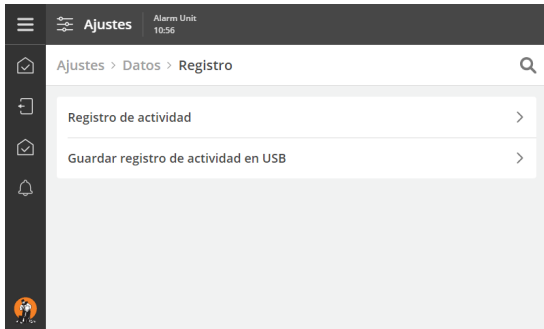 Ajustes
Alarm Unit
10:56
Ajustes > Datos > Registro
Registro de actividad
Guardar registro de actividad en USB